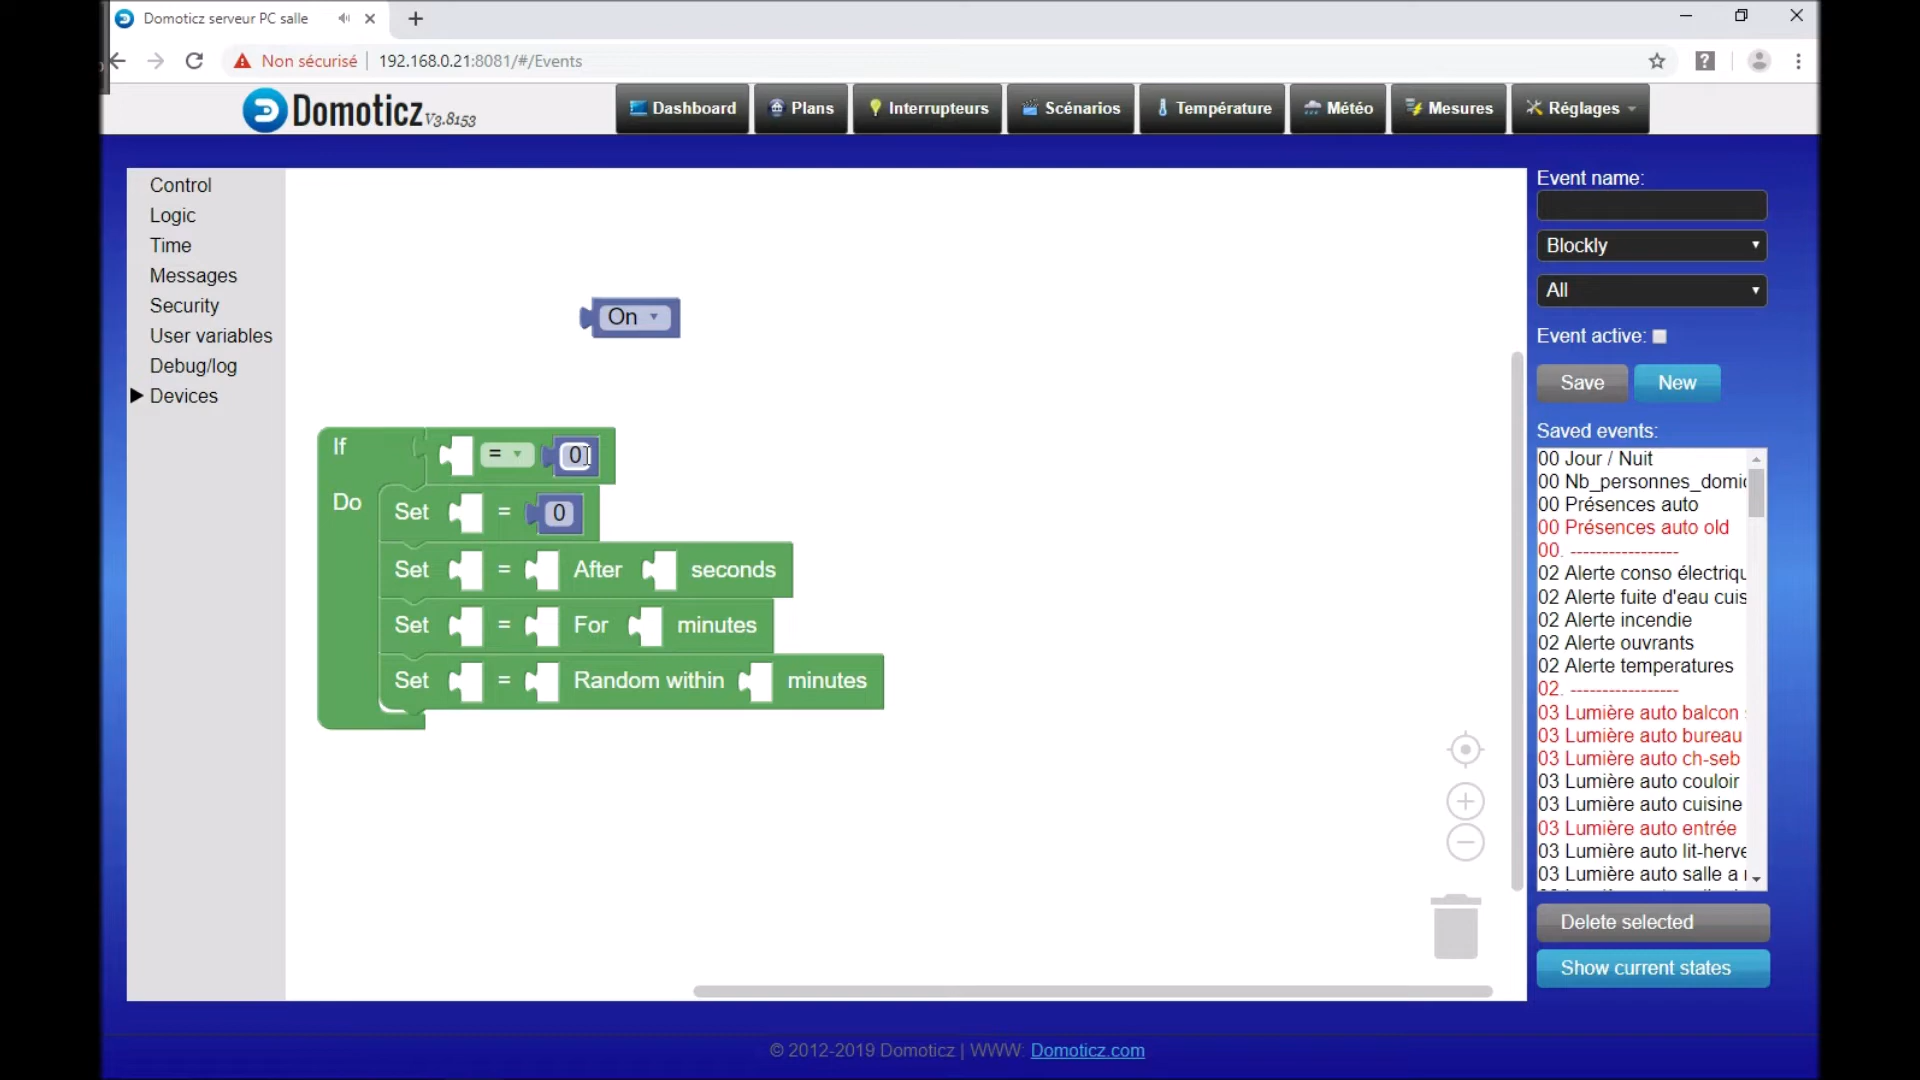 Domoticz serveur PC salle
Non sécurisé 192.168.0.21:8081/#/Events
Domoticz V3.8153
Dashboard
Plans
Interrupteurs
Scénarios
Température
Météo
Mesures
Réglages
Control
Logic
Time
Messages
Security
User variables
Debug/log
Devices
On
If = 0
Do Set = 0
Set = After seconds
Set = For minutes
Set = Random within minutes
Event name:
Blockly
All
Event active:
Save New
Saved events:
00 Jour / Nuit
00 Nb_personnes_domic
00 Présences auto
00 Présences auto old
00. -----------------
02 Alerte conso électriqu
02 Alerte fuite d'eau cuis
02 Alerte incendie
02 Alerte ouvrants
02 Alerte temperatures
02. -----------------
03 Lumière auto balcon
03 Lumière auto bureau
03 Lumière auto ch-seb
03 Lumière auto couloir
03 Lumière auto cuisine
03 Lumière auto entrée
03 Lumière auto lit-herve
03 Lumière auto salle a
Delete selected
Show current states
© 2012-2019 Domoticz | WWW: Domoticz.com